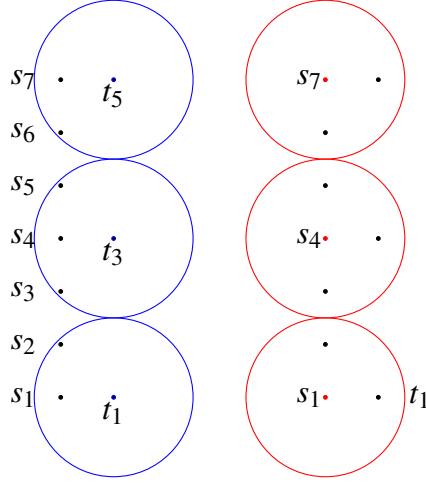 s₇ t₅ s₇
s₆
s₅
s₄ t₃ s₄
s₃
s₂
s₁ t₁ s₁ t₁